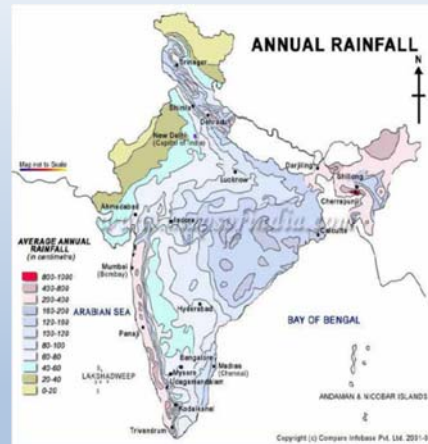 ANNUAL RAINFALL
N
Srinagar
Shimla
Dehradun
New Delhi
(Capital of India)
Map not to Scale
Lucknow
Darjiling
Shillong
Cherrapunji
Ahmadabad
Indore
Calcutta
AVERAGE ANNUAL
RAINFALL
(in centimetre)
800-1000
400-800
200-400
160-200
120-160
100-120
80-100
60-80
40-60
20-40
0-20
Mumbai
(Bombay)
ARABIAN SEA
Hyderabad
BAY OF BENGAL
Panaji
Bangalore
Madras
(Chennai)
Mysore
Udagamandalam
LAKSHADWEEP
ANDAMAN & NICOBAR ISLANDS
Kodaikanal
Trivandrum
Copyright (c) Compare Infobase Pvt. Ltd. 2001-